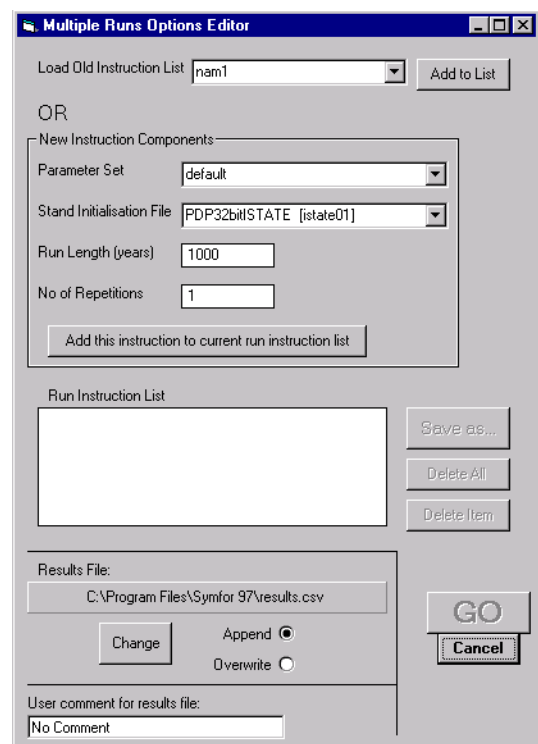 Multiple Runs Options Editor
Load Old Instruction List nam1 Add to List
OR
New Instruction Components
Parameter Set default
Stand Initialisation File PDP32bitISTATE [istate01]
Run Length (years) 1000
No of Repetitions 1
Add this instruction to current run instruction list
Run Instruction List
Save as...
Delete All
Delete Item
Results File:
C:\Program Files\Symfor 97\results.csv
GO
Change Append
Cancel
Overwrite
User comment for results file:
No Comment